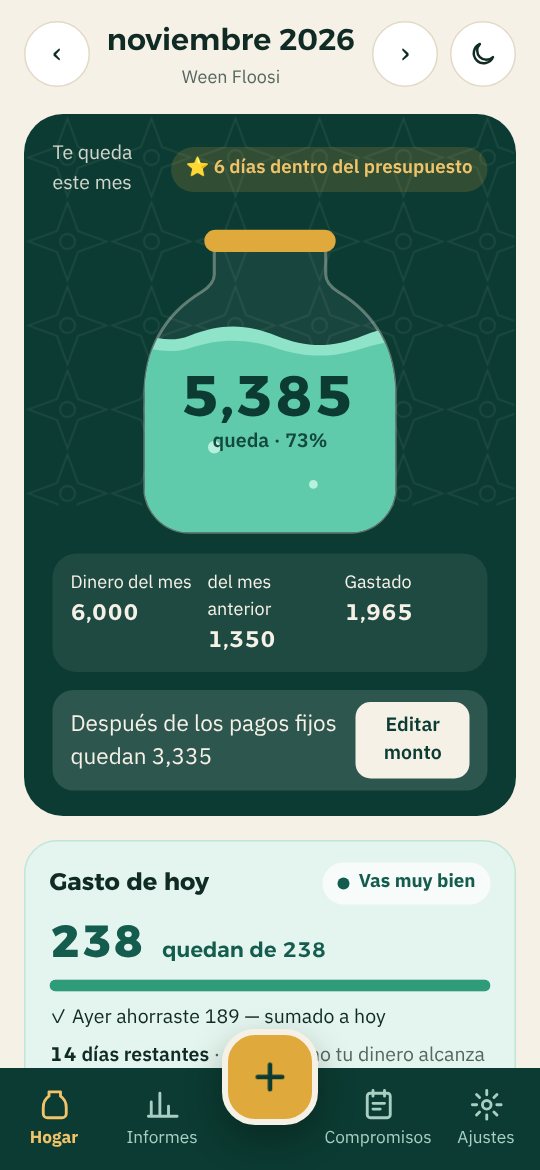 noviembre 2026
Ween Floosi
Te queda
este mes
⭐ 6 días dentro del presupuesto
5,385
queda · 73%
Dinero del mes
6,000
del mes
anterior
1,350
Gastado
1,965
Después de los pagos fijos
quedan 3,335
Editar
monto
Gasto de hoy
Vas muy bien
238 quedan de 238
✓ Ayer ahorraste 189 — sumado a hoy
14 días restantes · no tu dinero alcanza
Hogar
Informes
Compromisos
Ajustes